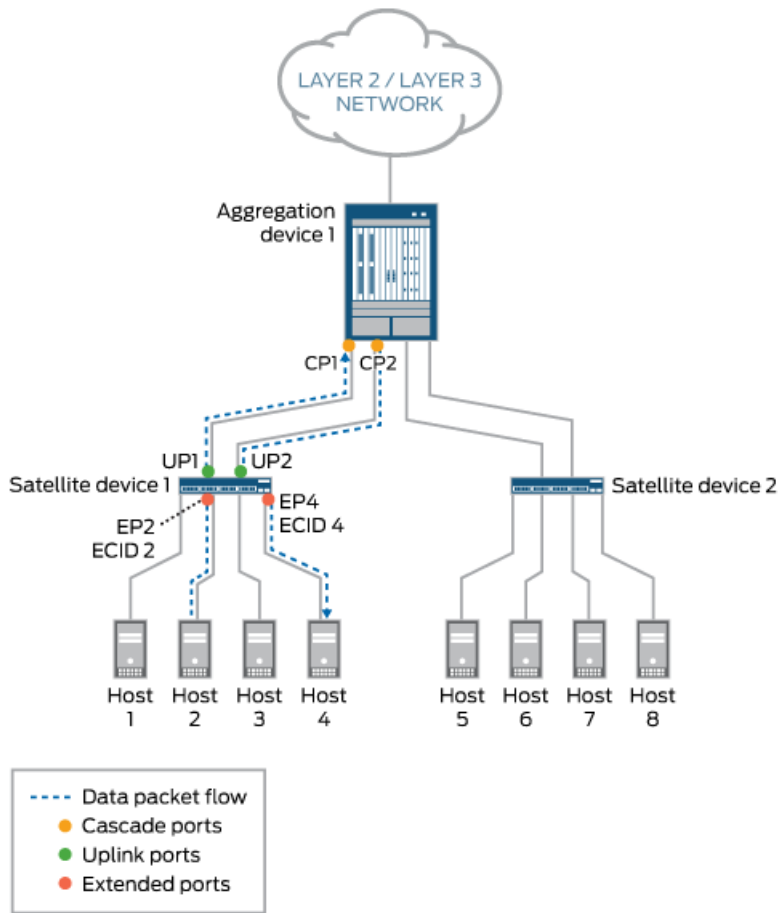 LAYER 2 / LAYER 3
NETWORK
Aggregation
device 1
CP1
CP2
UP1
UP2
Satellite device 1
Satellite device 2
EP2
ECID 2
EP4
ECID 4
Host
1
Host
2
Host
3
Host
4
Host
5
Host
6
Host
7
Host
8
Data packet flow
Cascade ports
Uplink ports
Extended ports